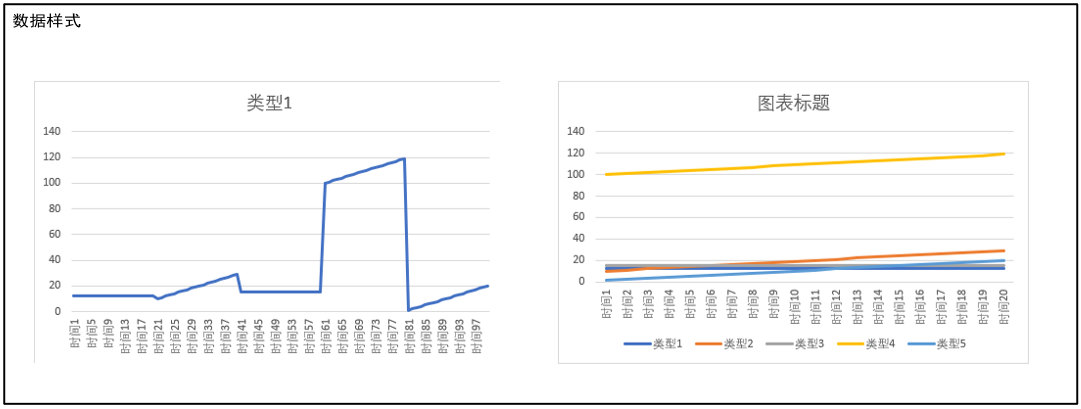 数据样式
类型1
140
120
100
80
60
40
20
0
时间1
时间5
时间9
时间13
时间17
时间21
时间25
时间29
时间33
时间37
时间41
时间45
时间49
时间53
时间57
时间61
时间65
时间69
时间73
时间77
时间81
时间85
时间89
时间93
时间97
图表标题
140
120
100
80
60
40
20
0
时间1
时间2
时间3
时间4
时间5
时间6
时间7
时间8
时间9
时间10
时间11
时间12
时间13
时间14
时间15
时间16
时间17
时间18
时间19
时间20
类型1 类型2 类型3 类型4 类型5